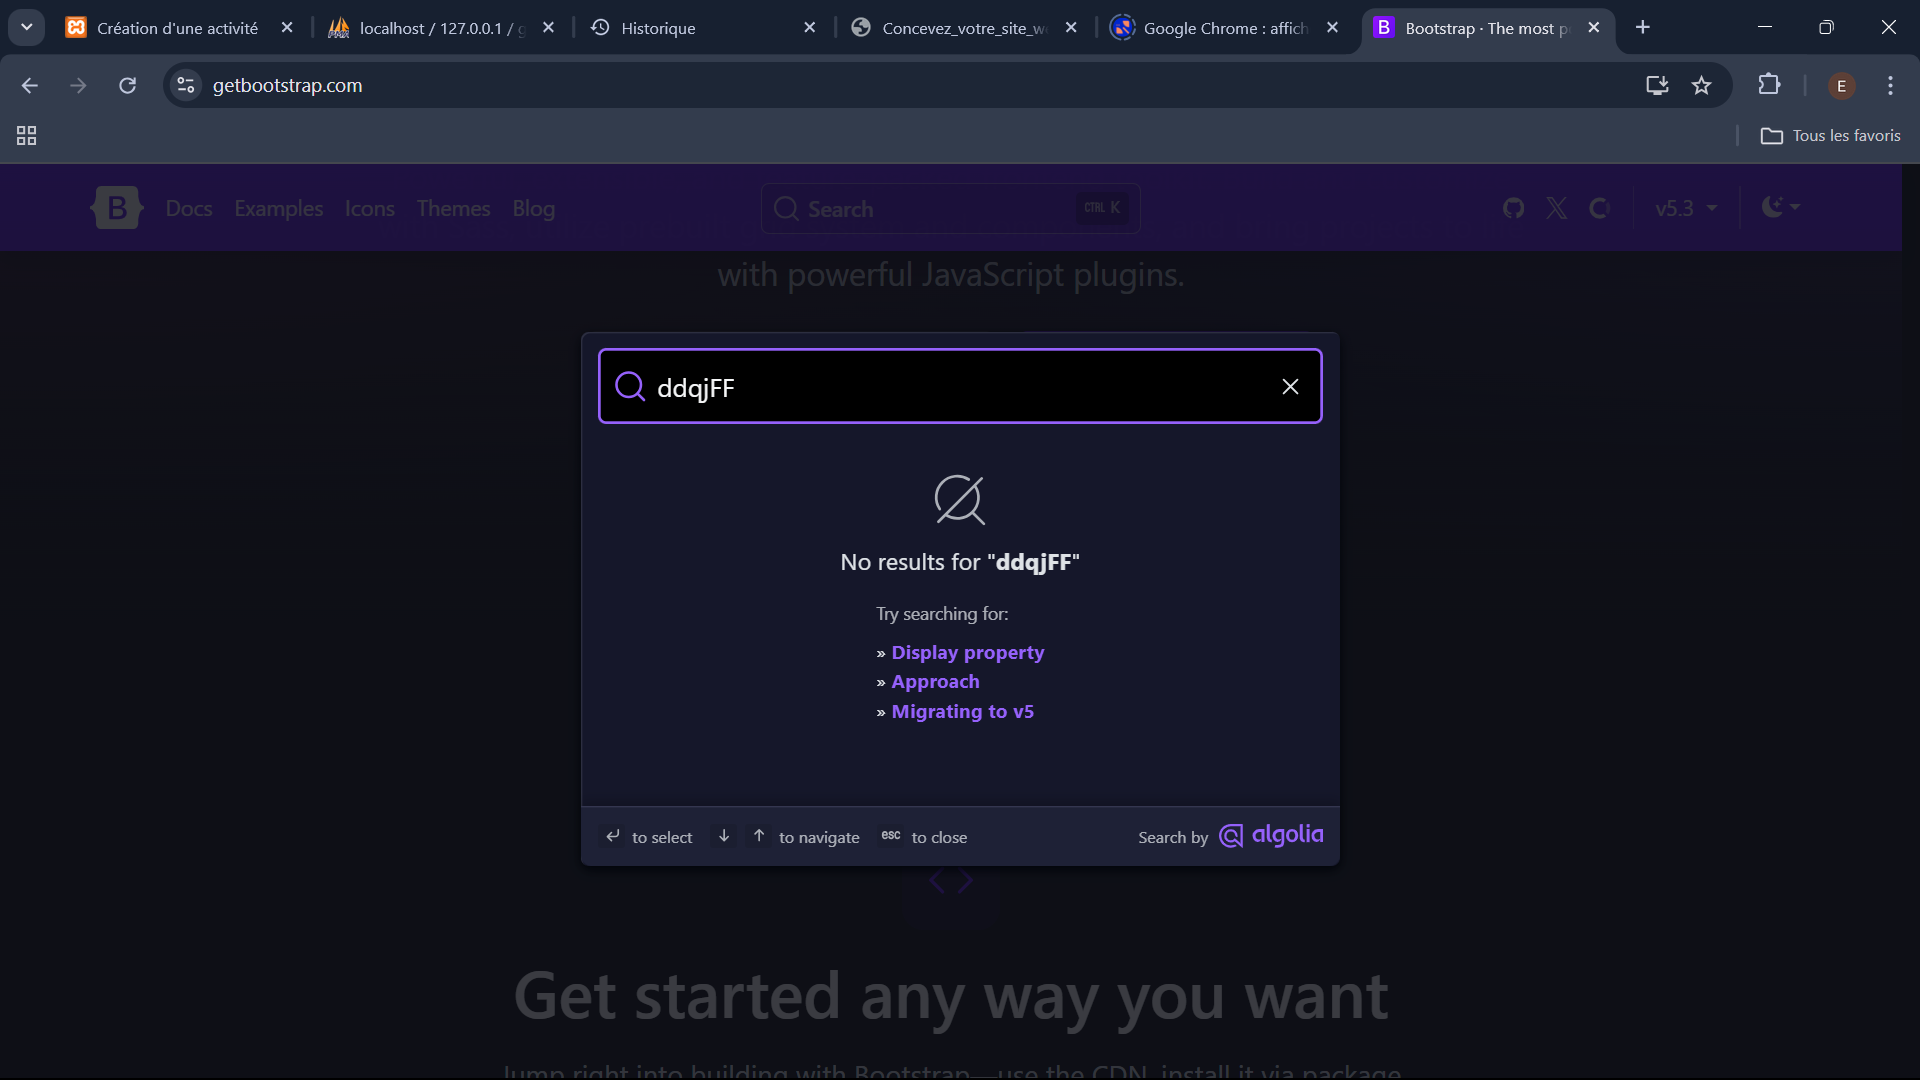 Création d'une activité
localhost / 127.0.0.1 /
Historique
Concevez_votre_site_w
Google Chrome : affich
Bootstrap · The most p
getbootstrap.com
E
Tous les favoris
B
Docs
Examples
Icons
Themes
Blog
Search
CTRL K
v5.3
with powerful JavaScript plugins.
ddqjFF
No results for "ddqjFF"
Try searching for:
» Display property
» Approach
» Migrating to v5
to select
to navigate
esc to close
Search by algolia
Get started any way you want
Jump right into building with Bootstrap—use the CDN, install it via package